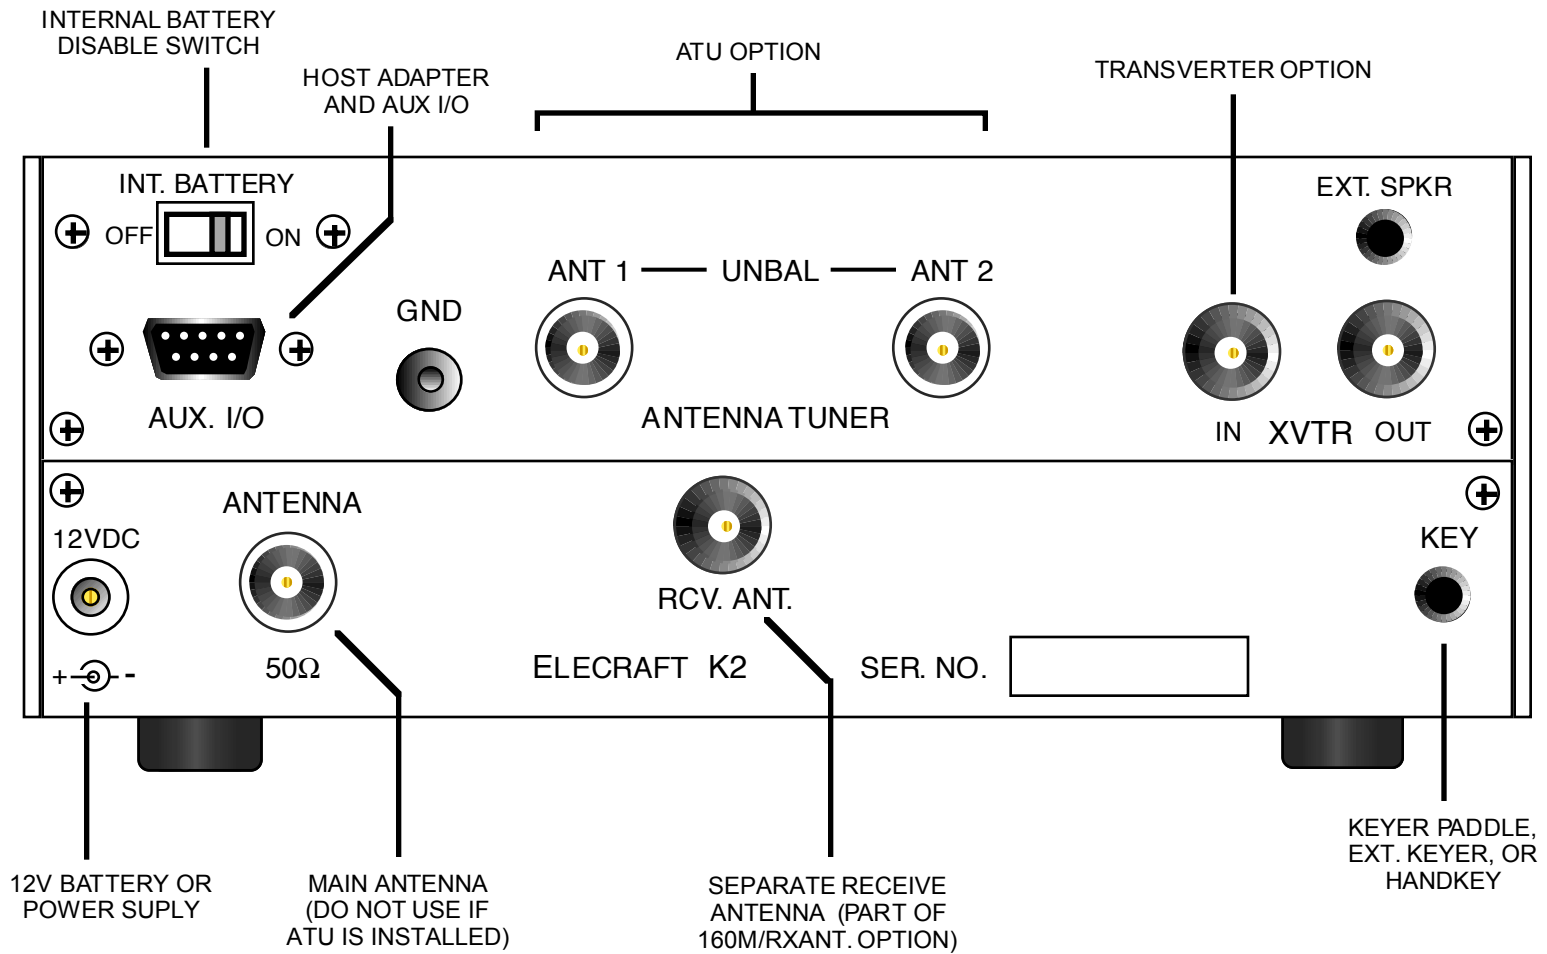 INTERNAL BATTERY
DISABLE SWITCH
HOST ADAPTER
AND AUX I/O
ATU OPTION
TRANSVERTER OPTION
INT. BATTERY
OFF
ON
EXT. SPKR
ANT 1
UNBAL
ANT 2
GND
AUX. I/O
ANTENNA TUNER
IN XVTR OUT
ANTENNA
12VDC
KEY
RCV. ANT.
+ -
50Ω
ELECRAFT K2
SER. NO.
KEYER PADDLE,
EXT. KEYER, OR
HANDKEY
12V BATTERY OR
POWER SUPLY
MAIN ANTENNA
(DO NOT USE IF
ATU IS INSTALLED)
SEPARATE RECEIVE
ANTENNA (PART OF
160M/RXANT. OPTION)